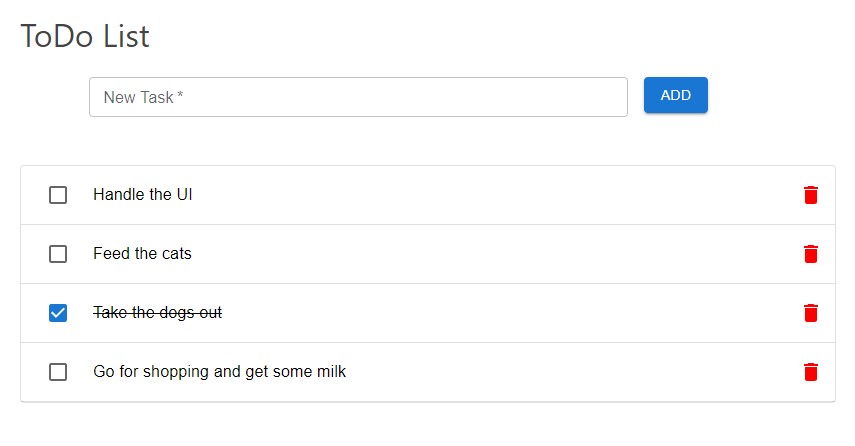 ToDo List
New Task *
ADD
Handle the UI
Feed the cats
Take the dogs out
Go for shopping and get some milk